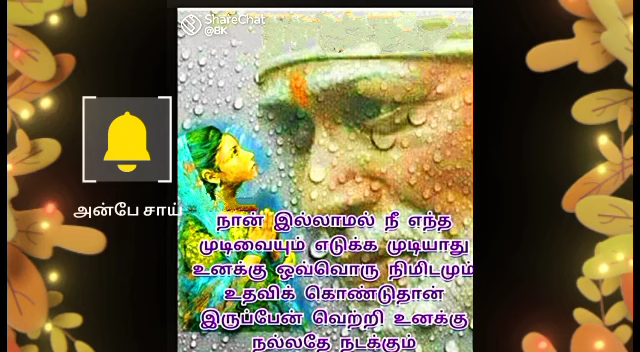 ShareChat
@BK
அன்பே சாய்
நான் இல்லாமல் நீ எந்த
முடிவையும் எடுக்க முடியாது
உனக்கு ஒவ்வொரு நிமிடமும்
உதவிக் கொண்டுதான்
இருப்பேன் வெற்றி உனக்கு
நல்லதே நடக்கும்